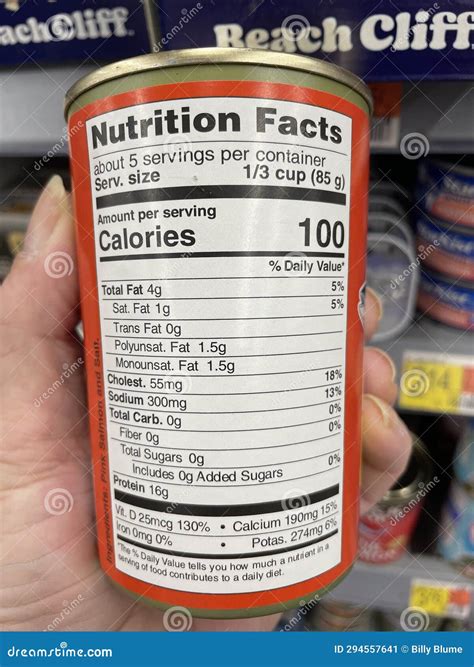 each Cliff
Beach Cliff
Nutrition Facts
about 5 servings per container
Serv. size 1/3 cup (85 g)
Amount per serving
Calories 100
% Daily Value*
Total Fat 4g 5%
Sat. Fat 1g 5%
Trans Fat 0g
Polyunsat. Fat 1.5g
Monounsat. Fat 1.5g
Cholest. 55mg 18%
Sodium 300mg 13%
Total Carb. 0g 0%
Fiber 0g 0%
Total Sugars 0g
Includes 0g Added Sugars 0%
Protein 16g
Vit. D 25mcg 130% • Calcium 190mg 15%
Iron 0mg 0% • Potas. 274mg 6%
*The % Daily Value tells you how much a nutrient in a
serving of food contributes to a daily diet.
Ingredients: Pink Salmon and Salt.
dreamstime
dreamstime.com
ID 294557641 © Billy Blume